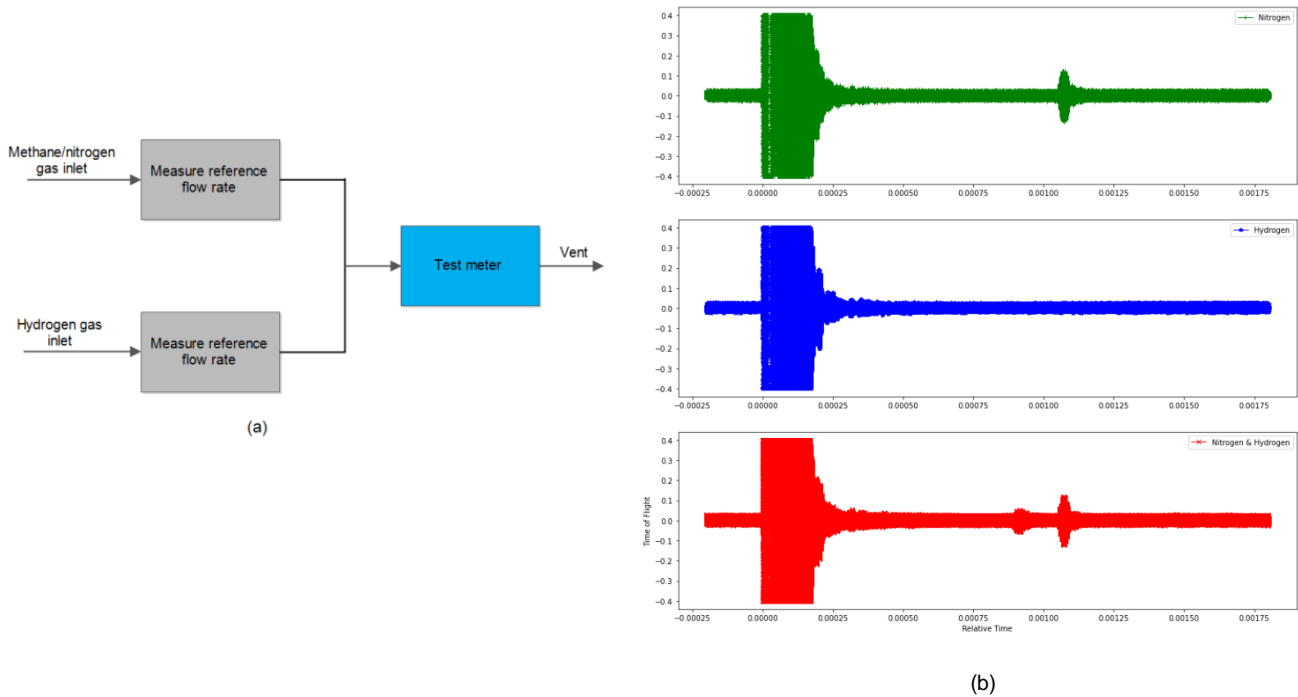 Methane/nitrogen
gas inlet
Measure reference
flow rate
Test meter
Vent
Hydrogen gas
inlet
Measure reference
flow rate
(a)
Nitrogen
0.4
0.3
0.2
0.1
0.0
−0.1
−0.2
−0.3
−0.4
−0.00025 0.00000 0.00025 0.00050 0.00075 0.00100 0.00125 0.00150 0.00175
Hydrogen
0.4
0.3
0.2
0.1
0.0
−0.1
−0.2
−0.3
−0.4
−0.00025 0.00000 0.00025 0.00050 0.00075 0.00100 0.00125 0.00150 0.00175
Nitrogen & Hydrogen
Time of Flight
0.4
0.3
0.2
0.1
0.0
−0.1
−0.2
−0.3
−0.4
−0.00025 0.00000 0.00025 0.00050 0.00075 0.00100 0.00125 0.00150 0.00175
Relative Time
(b)